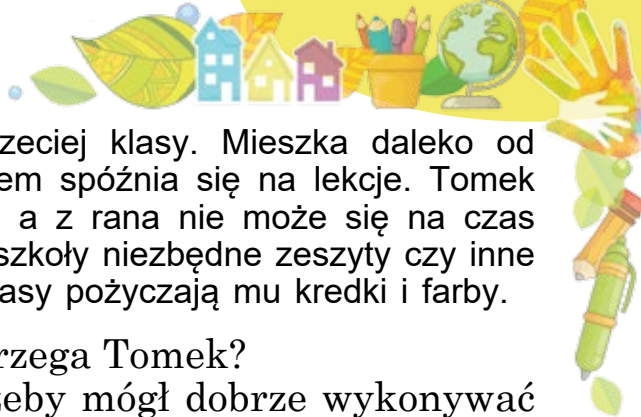 zeciej klasy. Mieszka daleko od
em spóźnia się na lekcje. Tomek
a z rana nie może się na czas
szkoły niezbędne zeszyty czy inne
asy pożyczają mu kredki i farby.
rzega Tomek?
żeby mógł dobrze wykonywać